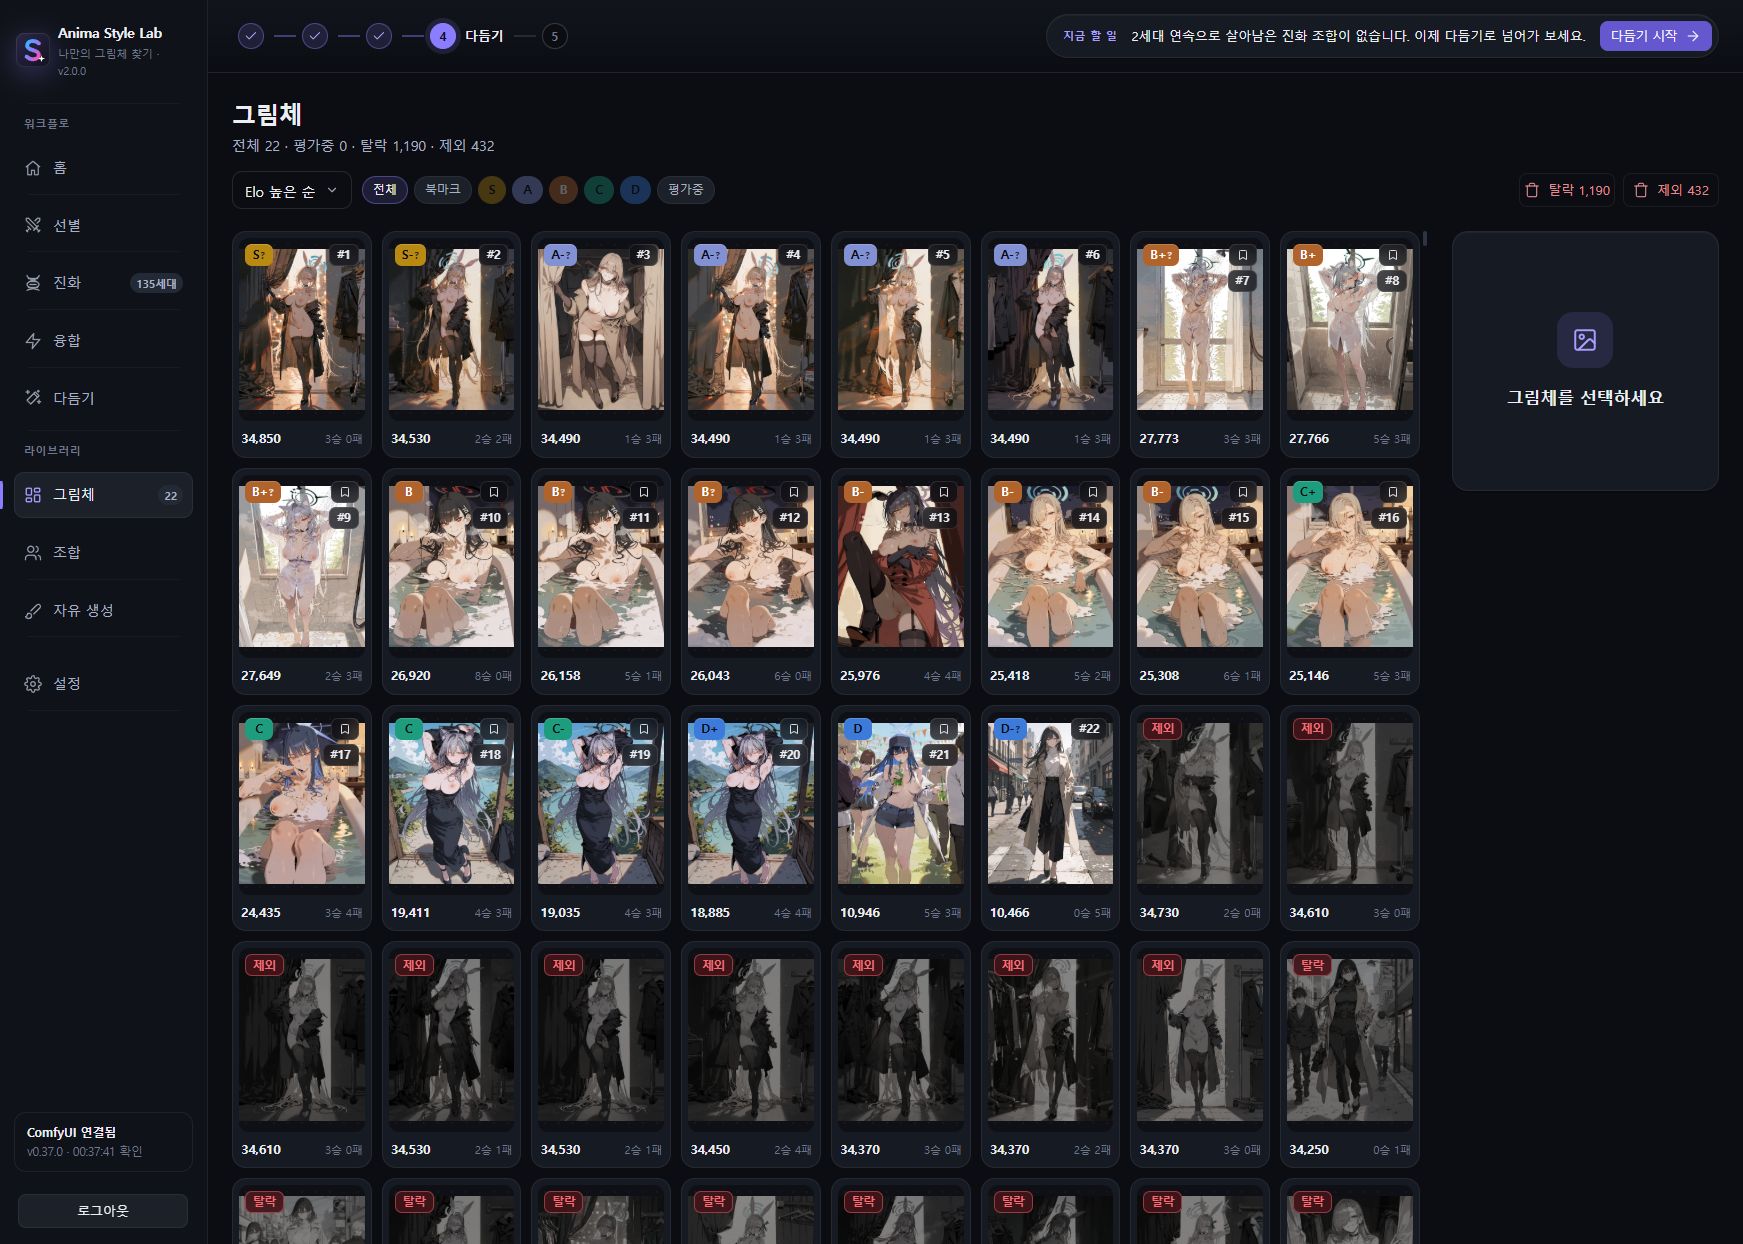 Anima Style Lab
나만의 그림체 찾기 ·
v2.0.0
4 다듬기 5
지금 할 일 2세대 연속으로 살아남은 진화 조합이 없습니다. 이제 다듬기로 넘어가 보세요. 다듬기 시작
워크플로
홈
선별
진화 135세대
융합
다듬기
라이브러리
그림체 22
조합
자유 생성
설정
ComfyUI 연결됨
v0.37.0 · 00:37:41 확인
로그아웃
그림체
전체 22 · 평가중 0 · 탈락 1,190 · 제외 432
Elo 높은 순 전체 북마크 S A B C D 평가중 탈락 1,190 제외 432
S? #1 S-? #2 A-? #3 A-? #4 A-? #5 A-? #6 B+? #7 B+ #8
34,850 3승 0패 34,530 2승 2패 34,490 1승 3패 34,490 1승 3패 34,490 1승 3패 34,490 1승 3패 27,773 3승 3패 27,766 5승 3패
그림체를 선택하세요
B+? #9 B #10 B? #11 B? #12 B- #13 B- #14 B- #15 C+ #16
27,649 2승 3패 26,920 8승 0패 26,158 5승 1패 26,043 6승 0패 25,976 4승 4패 25,418 5승 2패 25,308 6승 1패 25,146 5승 3패
C #17 C #18 C- #19 D+ #20 D #21 D-? #22 제외 제외
24,435 3승 4패 19,411 4승 3패 19,035 4승 3패 18,885 4승 4패 10,946 5승 3패 10,466 0승 5패 34,730 2승 0패 34,610 3승 0패
제외 제외 제외 제외 제외 제외 제외 탈락
34,610 3승 0패 34,530 2승 1패 34,530 2승 1패 34,450 2승 4패 34,370 3승 0패 34,370 2승 2패 34,370 3승 0패 34,250 0승 1패
탈락 탈락 탈락 탈락 탈락 탈락 탈락 탈락